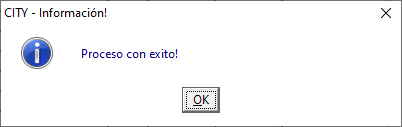 CITY - Información!
Proceso con exito!
OK